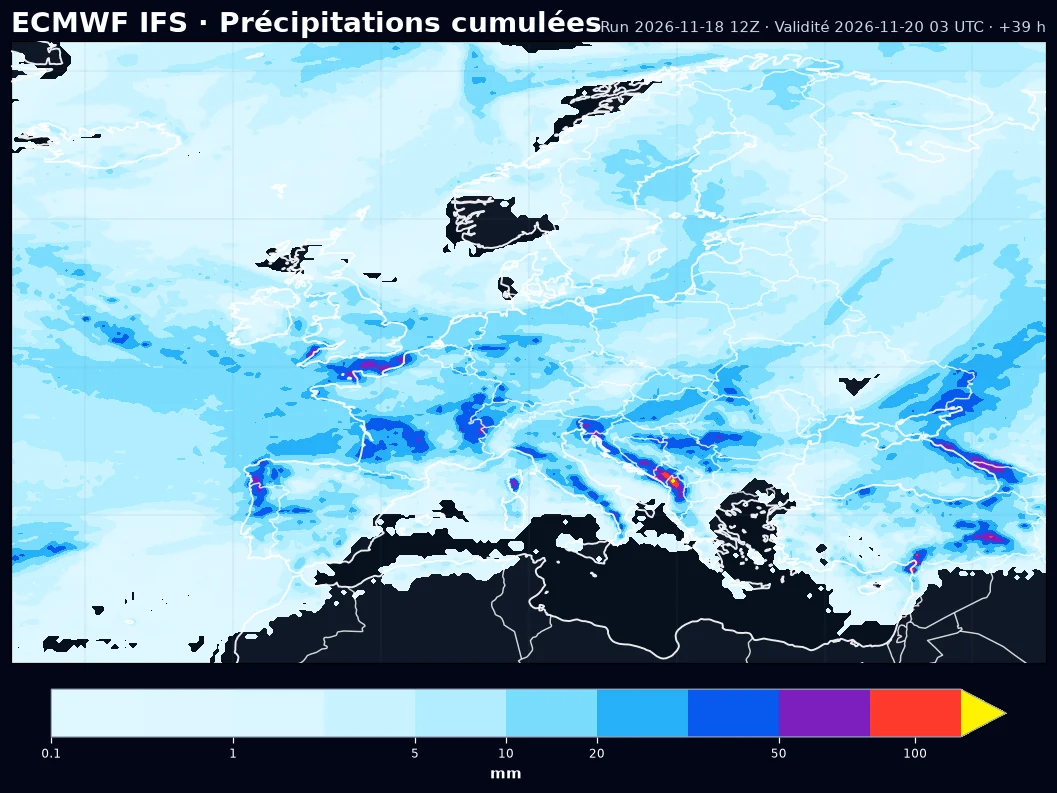 ECMWF IFS · Précipitations cumulées
Run 2026-11-18 12Z · Validité 2026-11-20 03 UTC · +39 h
0.1 1 5 10 20 50 100
mm